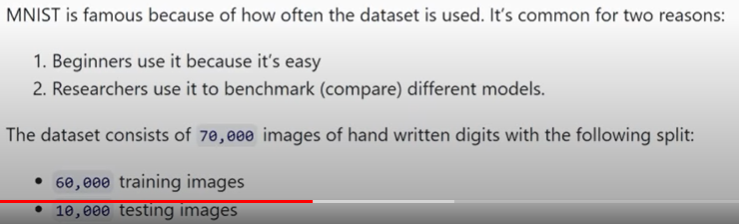 MNIST is famous because of how often the dataset is used. It's common for two reasons:
1. Beginners use it because it's easy
2. Researchers use it to benchmark (compare) different models.
The dataset consists of 70,000 images of hand written digits with the following split:
• 60,000 training images
• 10,000 testing images